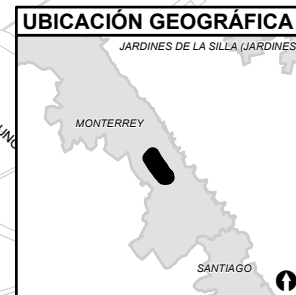 UBICACIÓN GEOGRÁFICA
JARDINES DE LA SILLA (JARDINES
MONTERREY
SANTIAGO